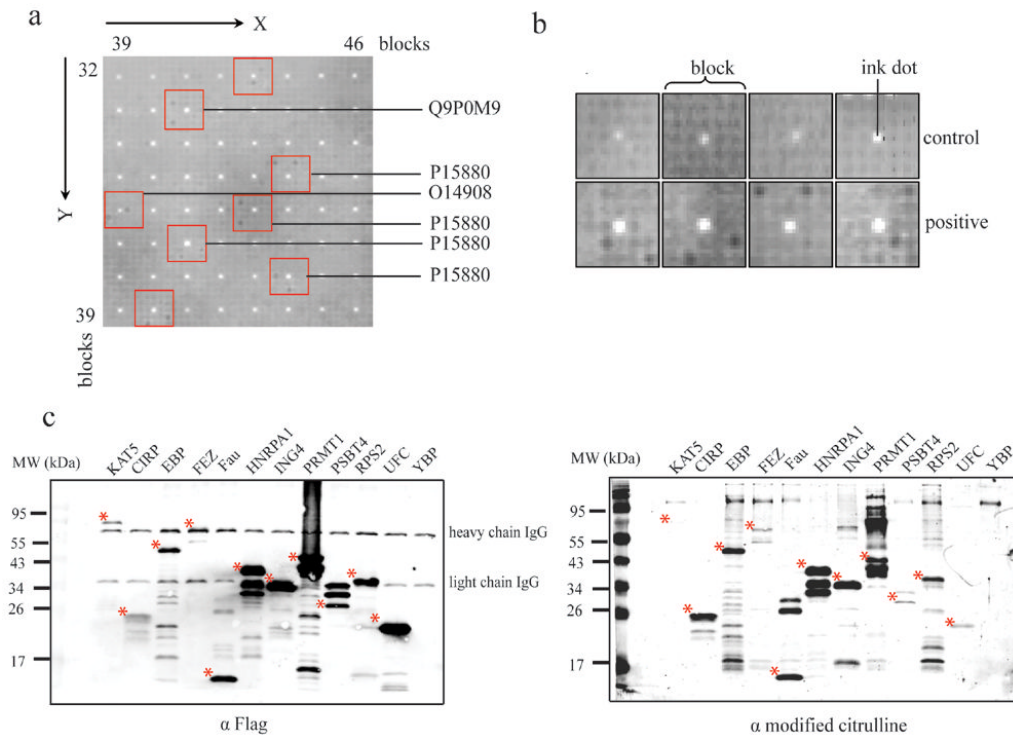 a
X
39
46
blocks
32
Y
39
blocks
Q9P0M9
P15880
O14908
P15880
P15880
P15880
b
block
ink dot
control
positive
c
MW (kDa)
KAT5
CIRP
EBP
FEZ
Fau
HNRPA1
ING4
PRMT1
PSBT4
RPS2
UFC
YBP
95
55
43
34
26
17
heavy chain IgG
light chain IgG
α Flag
MW (kDa)
KAT5
CIRP
EBP
FEZ
Fau
HNRPA1
ING4
PRMT1
PSBT4
RPS2
UFC
YBP
95
55
43
34
26
17
α modified citrulline